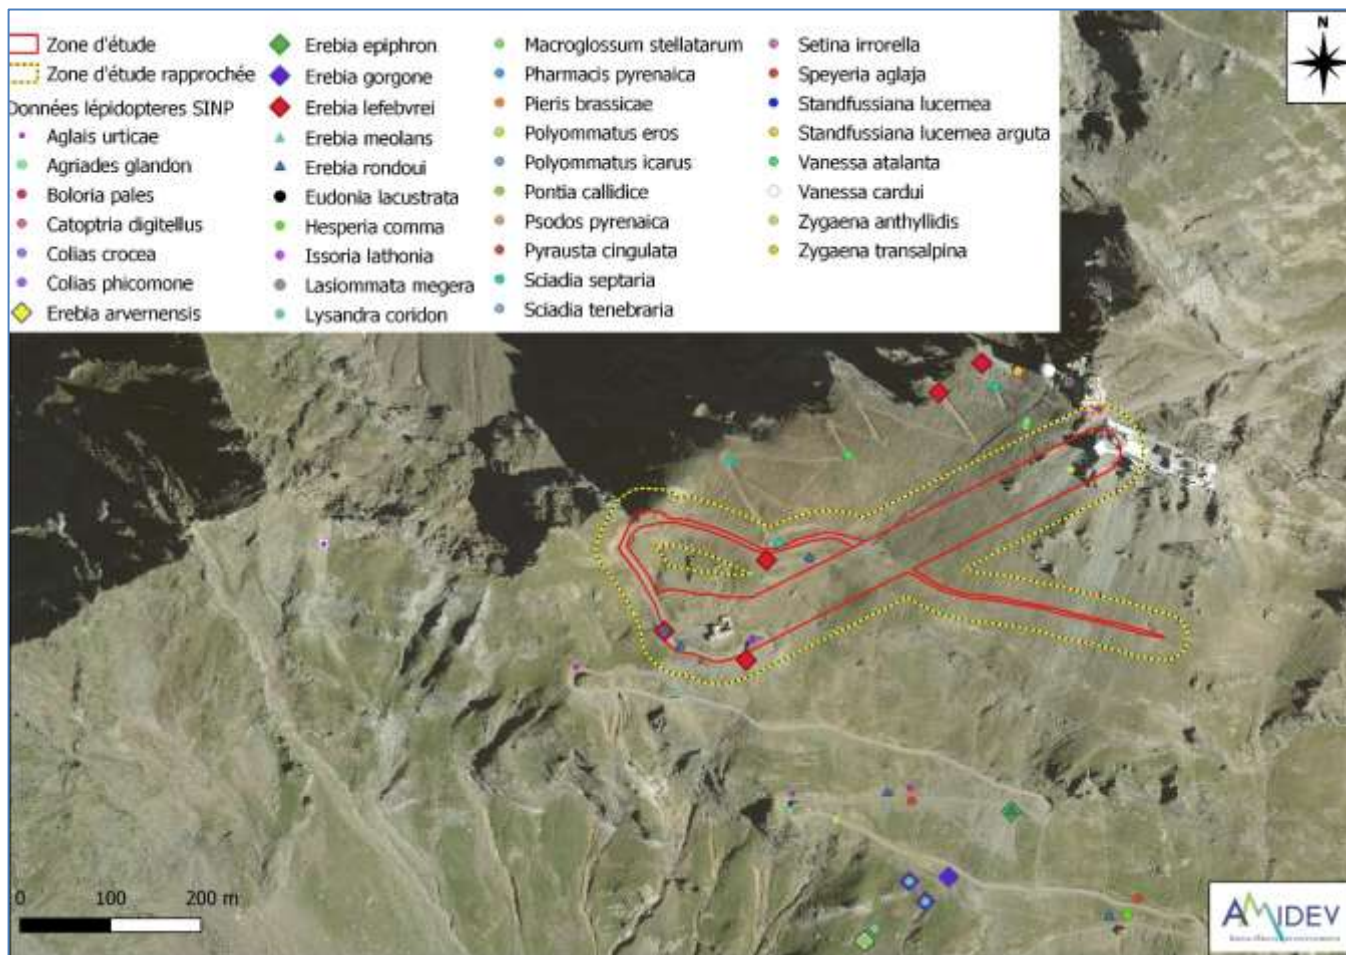 Zone d'étude
Zone d'étude rapprochée
Données lépidopteres SINP
Aglais urticae
Agriades glandon
Boloria pales
Catoptria digitellus
Colias crocea
Colias phicomone
Erebia arvernensis
Erebia epiphron
Erebia gorgone
Erebia lefebvrei
Erebia meolans
Erebia rondoui
Eudonia lacustrata
Hesperia comma
Issoria lathonia
Lasiommata megera
Lysandra coridon
Macroglossum stellatarum
Pharmacis pyrenaica
Pieris brassicae
Polyommatus eros
Polyommatus icarus
Pontia callidice
Psodos pyrenaica
Pyrausta cingulata
Sciadia septaria
Sciadia tenebraria
Setina irrorella
Speyeria aglaja
Standfussiana lucernea
Standfussiana lucernea arguta
Vanessa atalanta
Vanessa cardui
Zygaena anthyllidis
Zygaena transalpina
N
0 100 200 m
AMIDEV